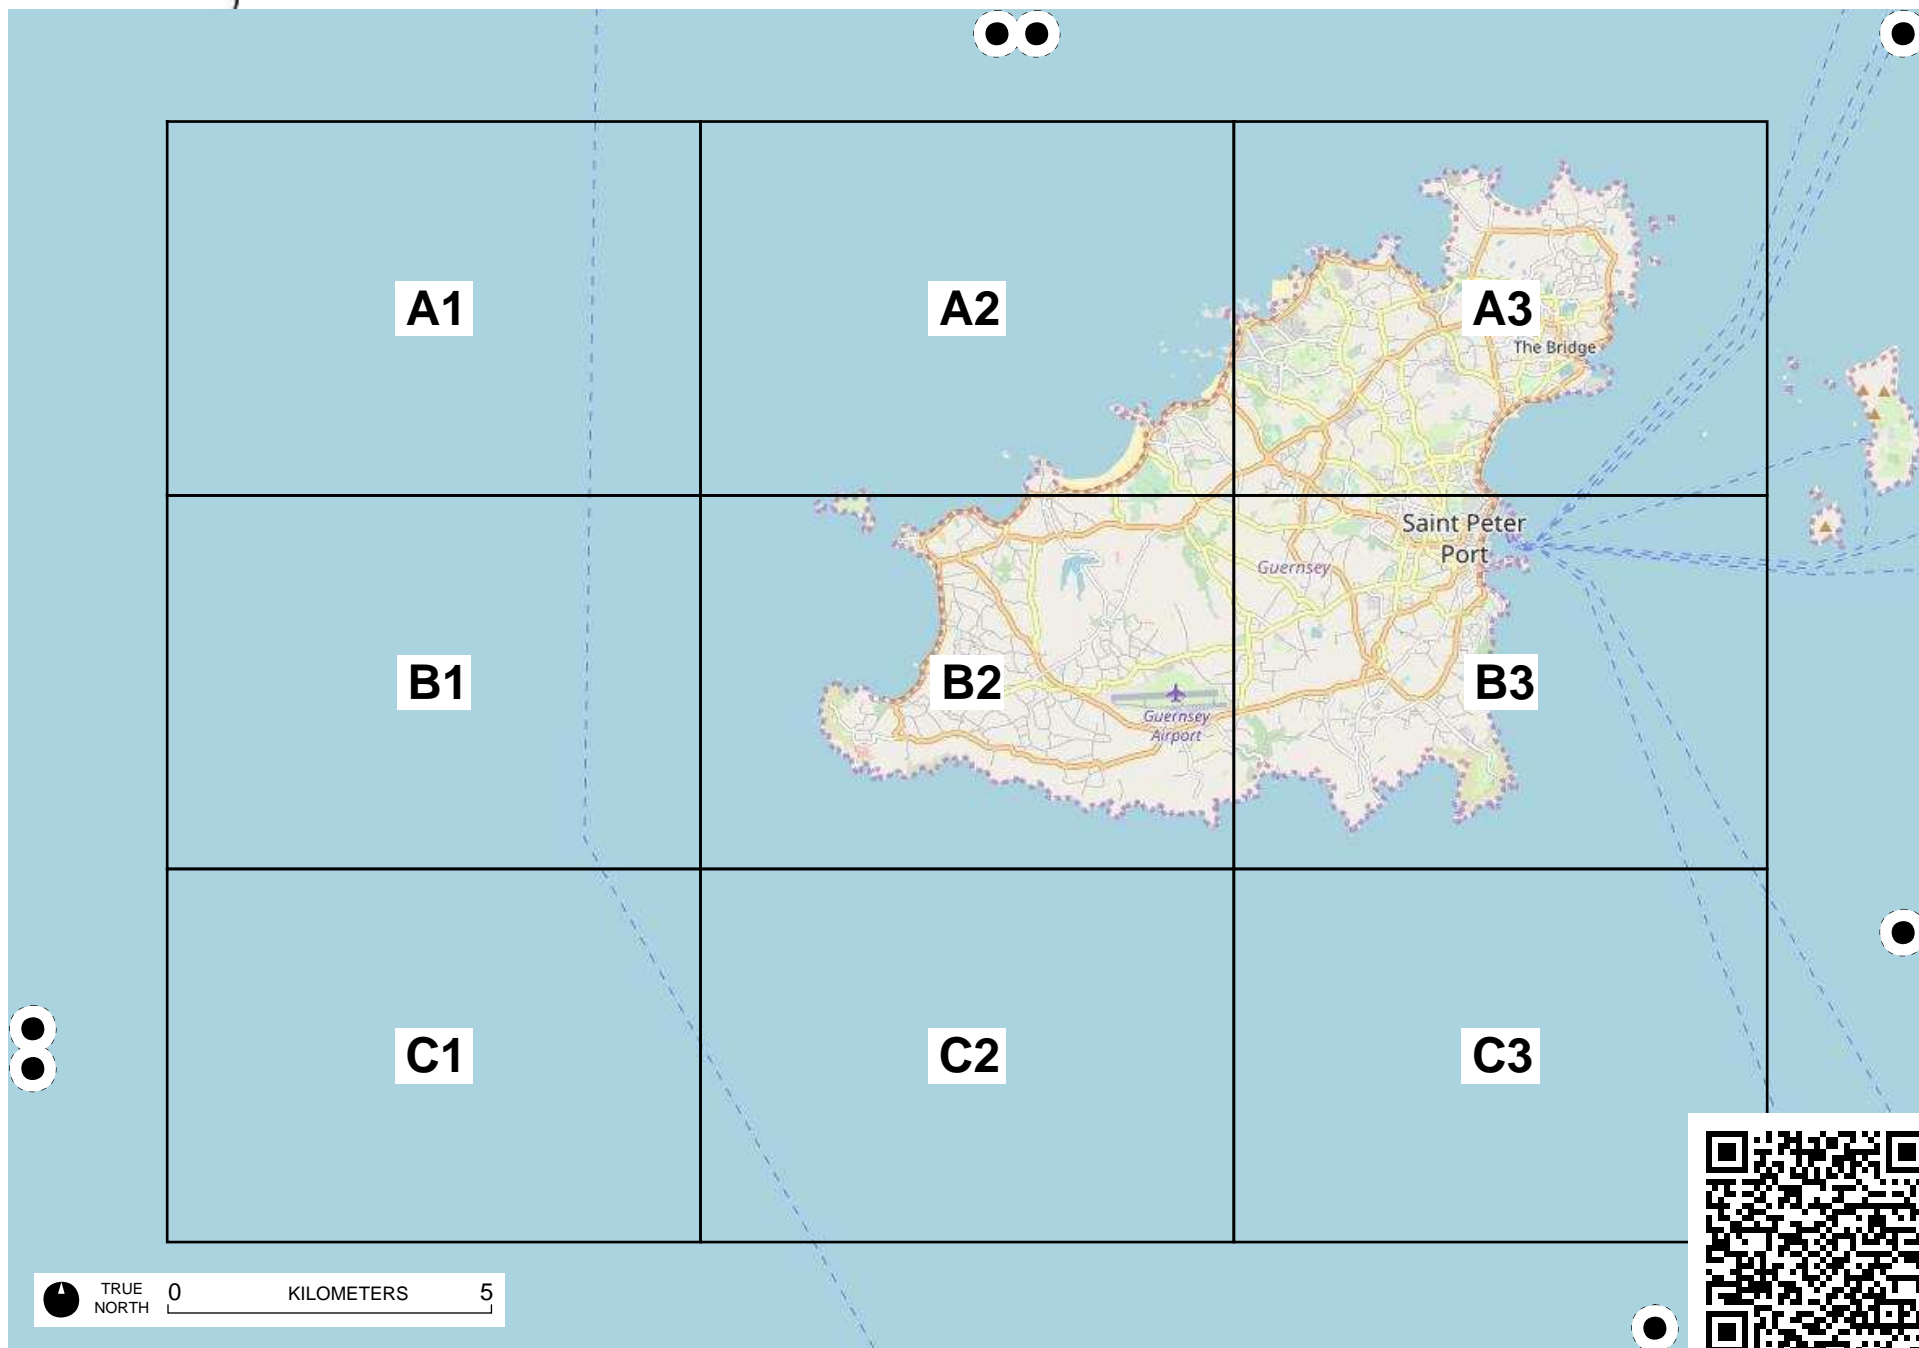 A1
A2
A3
The Bridge
Saint Peter
Port
Guernsey
B1
B2
B3
Guernsey
Airport
C1
C2
C3
TRUE
NORTH
0 KILOMETERS 5